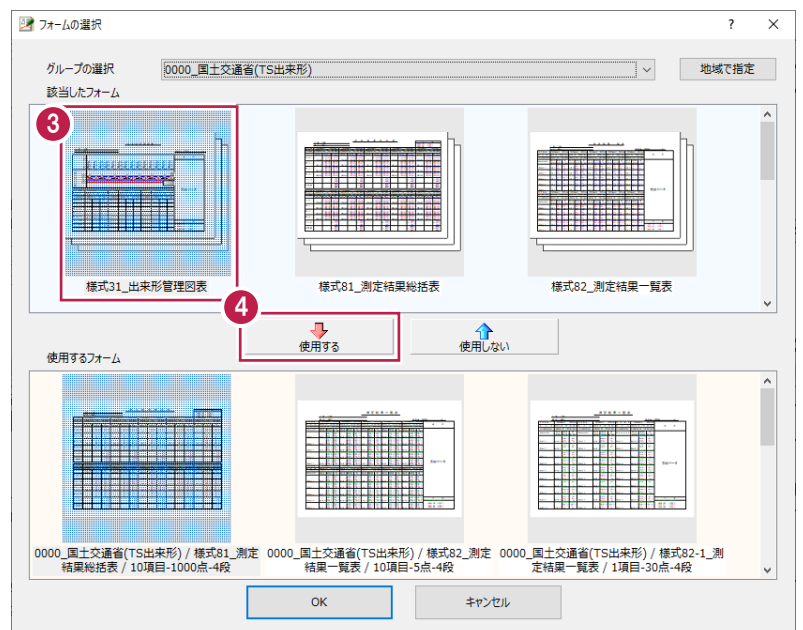 フォームの選択
? ×
グループの選択
0000_国土交通省(TS出来形)
地域で指定
該当したフォーム
3
様式31_出来形管理図表
様式81_測定結果総括表
様式82_測定結果一覧表
4
使用する
使用しない
使用するフォーム
0000_国土交通省(TS出来形) / 様式81_測定
結果総括表 / 10項目-1000点-4段
0000_国土交通省(TS出来形) / 様式82_測定
結果一覧表 / 10項目-5点-4段
0000_国土交通省(TS出来形) / 様式82-1_測
定結果一覧表 / 1項目-30点-4段
OK
キャンセル